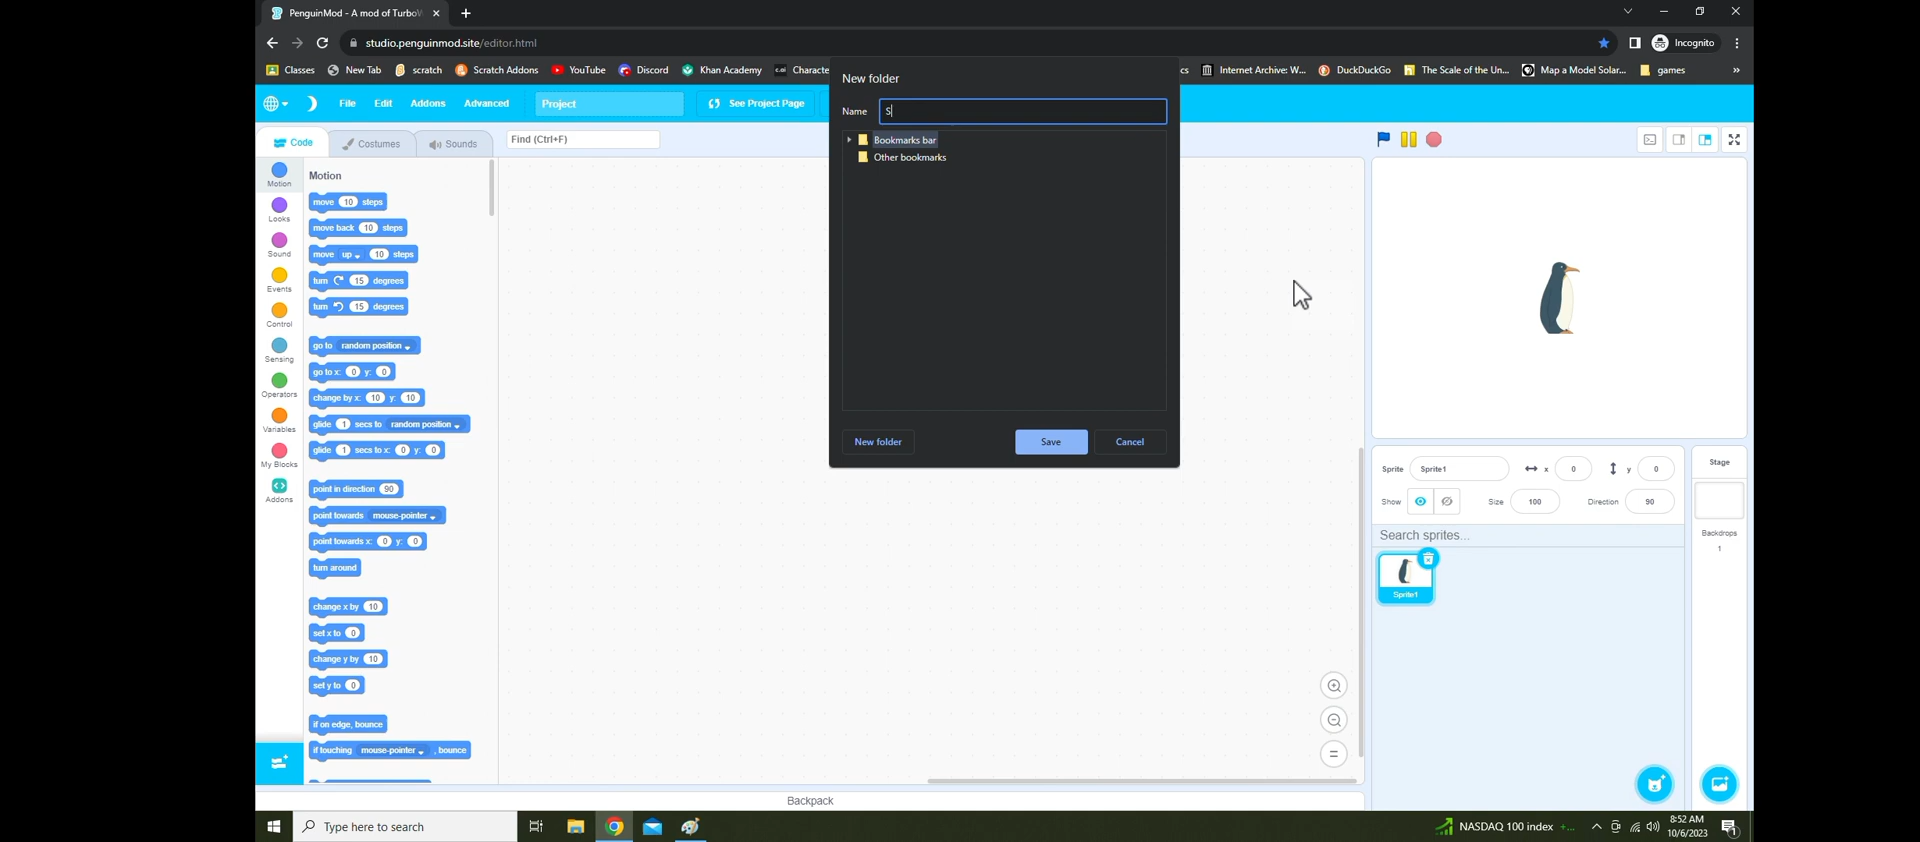 PenguinMod - A mod of TurboW
studio.penguinmod.site/editor.html
Incognito
Classes New Tab scratch Scratch Addons YouTube Discord Khan Academy c.ai Characte cs Internet Archive: W... DuckDuckGo The Scale of the Un... Map a Model Solar... games »
File Edit Addons Advanced Project See Project Page
Code Costumes Sounds Find (Ctrl+F)
New folder
Name S
Bookmarks bar
Other bookmarks
New folder Save Cancel
Motion
Looks
Sound
Events
Control
Sensing
Operators
Variables
My Blocks
Addons
Motion
move 10 steps
move back 10 steps
move up 10 steps
turn 15 degrees
turn 15 degrees
go to random position
go to x: 0 y: 0
change by x: 10 y: 10
glide 1 secs to random position
glide 1 secs to x: 0 y: 0
point in direction 90
point towards mouse-pointer
point towards x: 0 y: 0
turn around
change x by 10
set x to 0
change y by 10
set y to 0
if on edge, bounce
if touching mouse-pointer , bounce
Backpack
Sprite Sprite1 x 0 y 0
Show Size 100 Direction 90
Search sprites...
Sprite1
Stage
Backdrops
1
Type here to search
NASDAQ 100 index +...
8:52 AM
10/6/2023
1